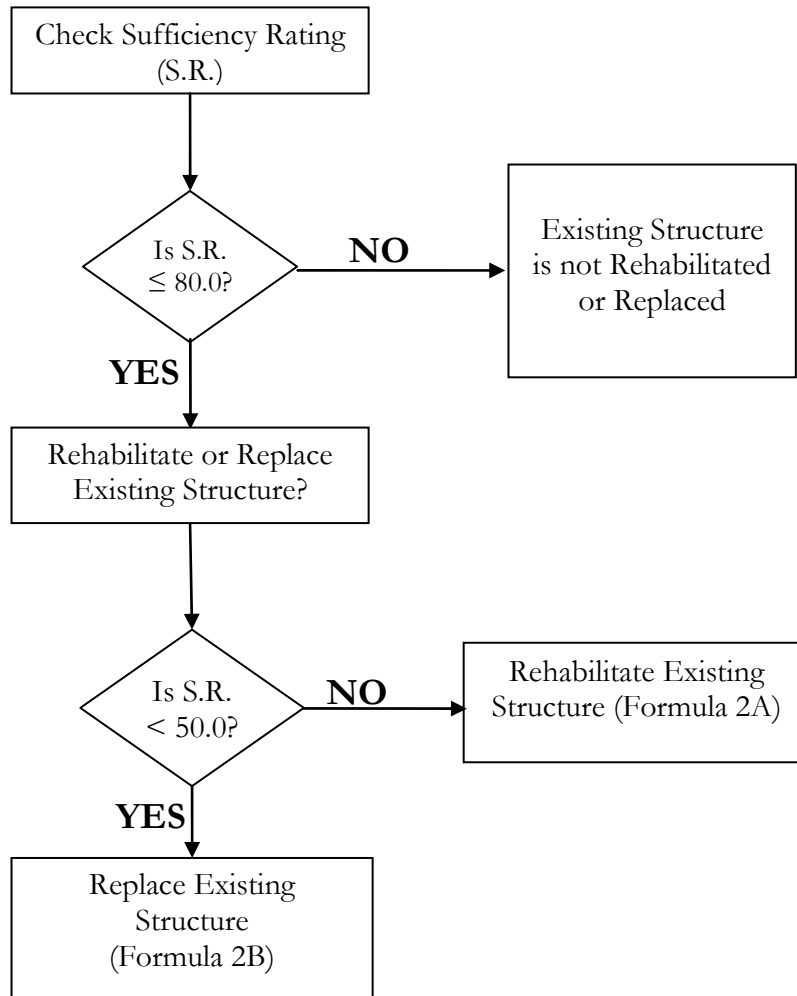 Check Sufficiency Rating
(S.R.)
Is S.R.
≤ 80.0?
NO
Existing Structure
is not Rehabilitated
or Replaced
YES
Rehabilitate or Replace
Existing Structure?
Is S.R.
< 50.0?
NO
Rehabilitate Existing
Structure (Formula 2A)
YES
Replace Existing
Structure
(Formula 2B)